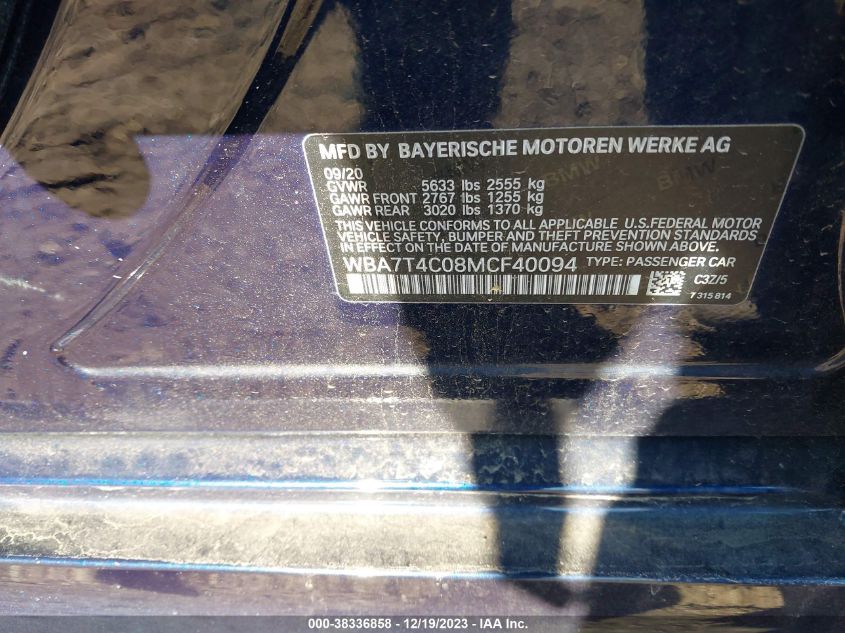 MFD BY BAYERISCHE MOTOREN WERKE AG
09/20
GVWR 5633 lbs 2555 kg
GAWR FRONT 2767 lbs 1255 kg
GAWR REAR 3020 lbs 1370 kg
THIS VEHICLE CONFORMS TO ALL APPLICABLE U.S.FEDERAL MOTOR
VEHICLE SAFETY, BUMPER AND THEFT PREVENTION STANDARDS
IN EFFECT ON THE DATE OF MANUFACTURE SHOWN ABOVE.
WBA7T4C08MCF40094 TYPE: PASSENGER CAR
C3Z/5
7 315 814
000-38336858 - 12/19/2023 - IAA Inc.